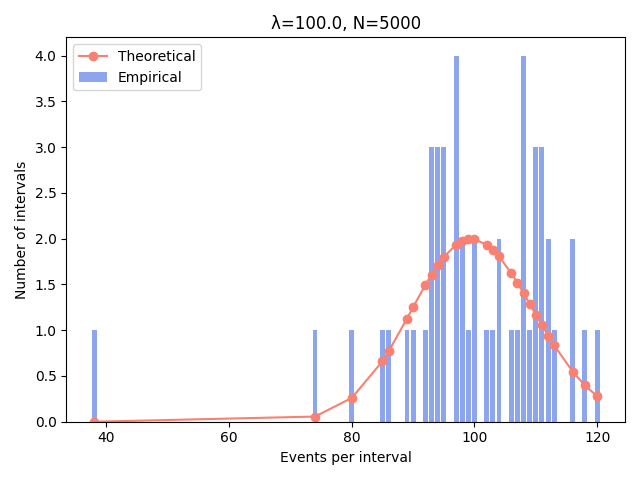 λ=100.0, N=5000
Theoretical
Empirical
Number of intervals
4.0
3.5
3.0
2.5
2.0
1.5
1.0
0.5
0.0
40
60
80
100
120
Events per interval